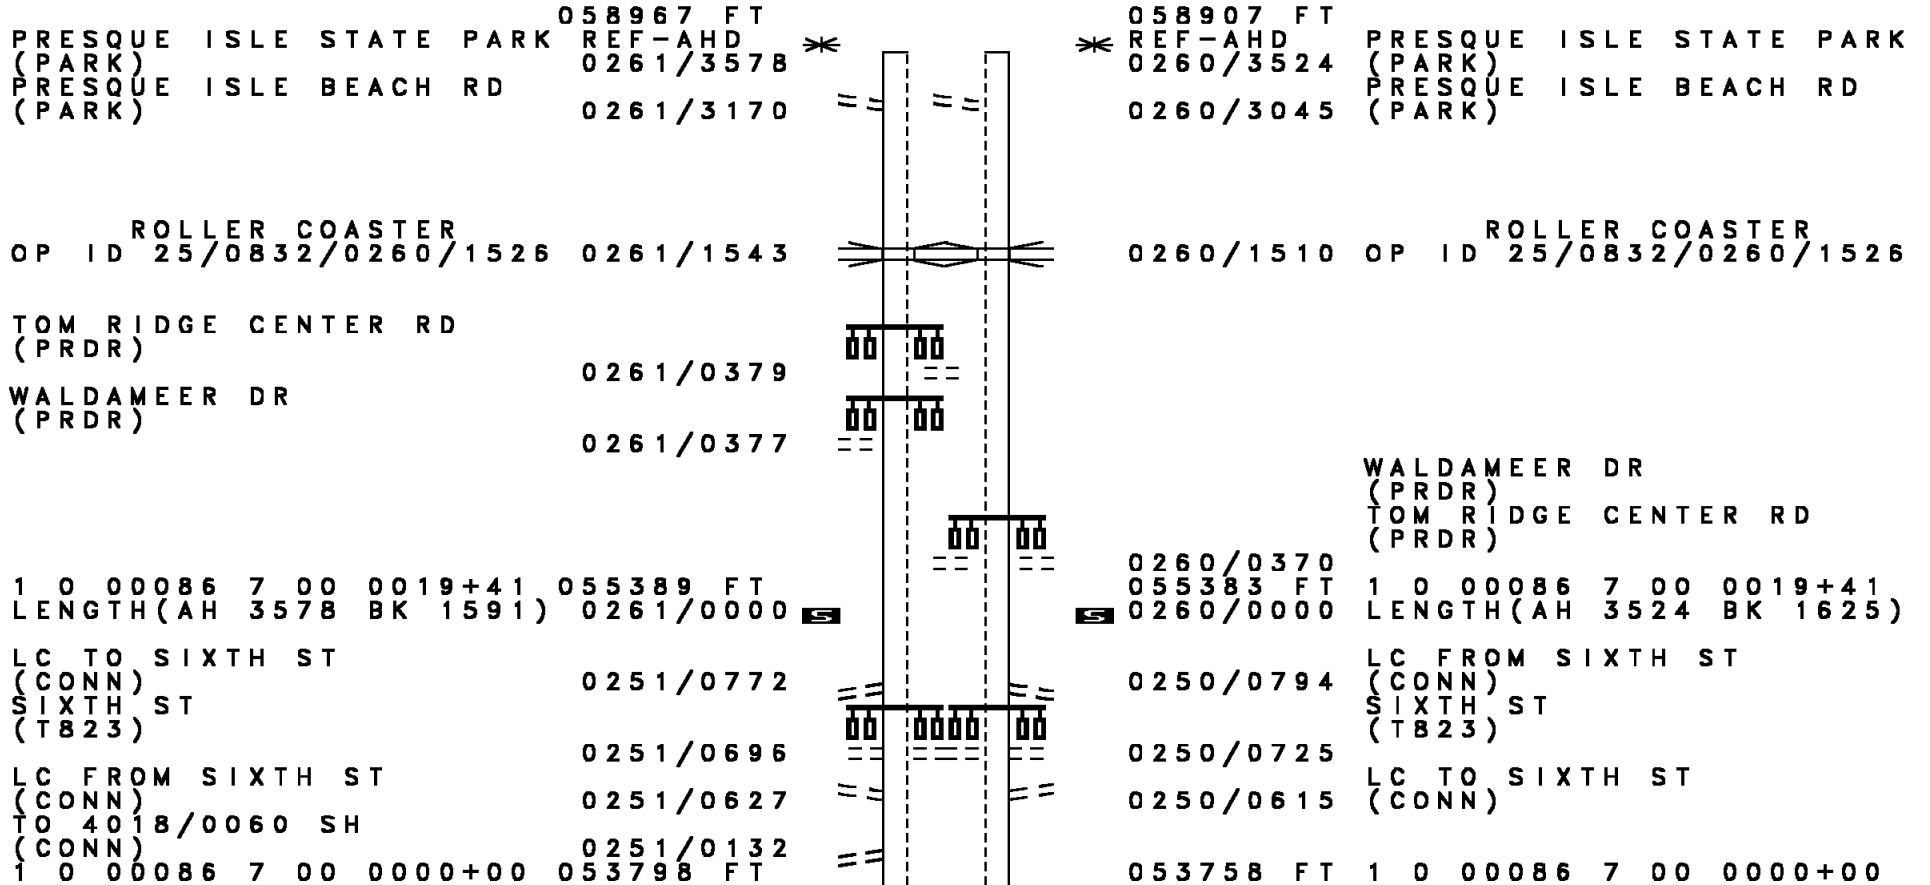 058967 FT 058907 FT
PRESQUE ISLE STATE PARK REF-AHD REF-AHD PRESQUE ISLE STATE PARK
(PARK) 0261/3578 0260/3524 (PARK)
PRESQUE ISLE BEACH RD PRESQUE ISLE BEACH RD
(PARK) 0261/3170 0260/3045 (PARK)
ROLLER COASTER ROLLER COASTER
OP ID 25/0832/0260/1526 0261/1543 0260/1510 OP ID 25/0832/0260/1526
TOM RIDGE CENTER RD
(PRDR)
0261/0379
WALDAMEER DR
(PRDR)
0261/0377
WALDAMEER DR
(PRDR)
TOM RIDGE CENTER RD
(PRDR)
0260/0370
1 0 00086 7 00 0019+41 055389 FT 055383 FT 1 0 00086 7 00 0019+41
LENGTH(AH 3578 BK 1591) 0261/0000 S S 0260/0000 LENGTH(AH 3524 BK 1625)
LC TO SIXTH ST LC FROM SIXTH ST
(CONN) 0251/0772 0250/0794 (CONN)
SIXTH ST SIXTH ST
(T823) (T823)
0251/0696 0250/0725
LC FROM SIXTH ST LC TO SIXTH ST
(CONN) 0251/0627 0250/0615 (CONN)
TO 4018/0060 SH
(CONN) 0251/0132
1 0 00086 7 00 0000+00 053798 FT 053758 FT 1 0 00086 7 00 0000+00